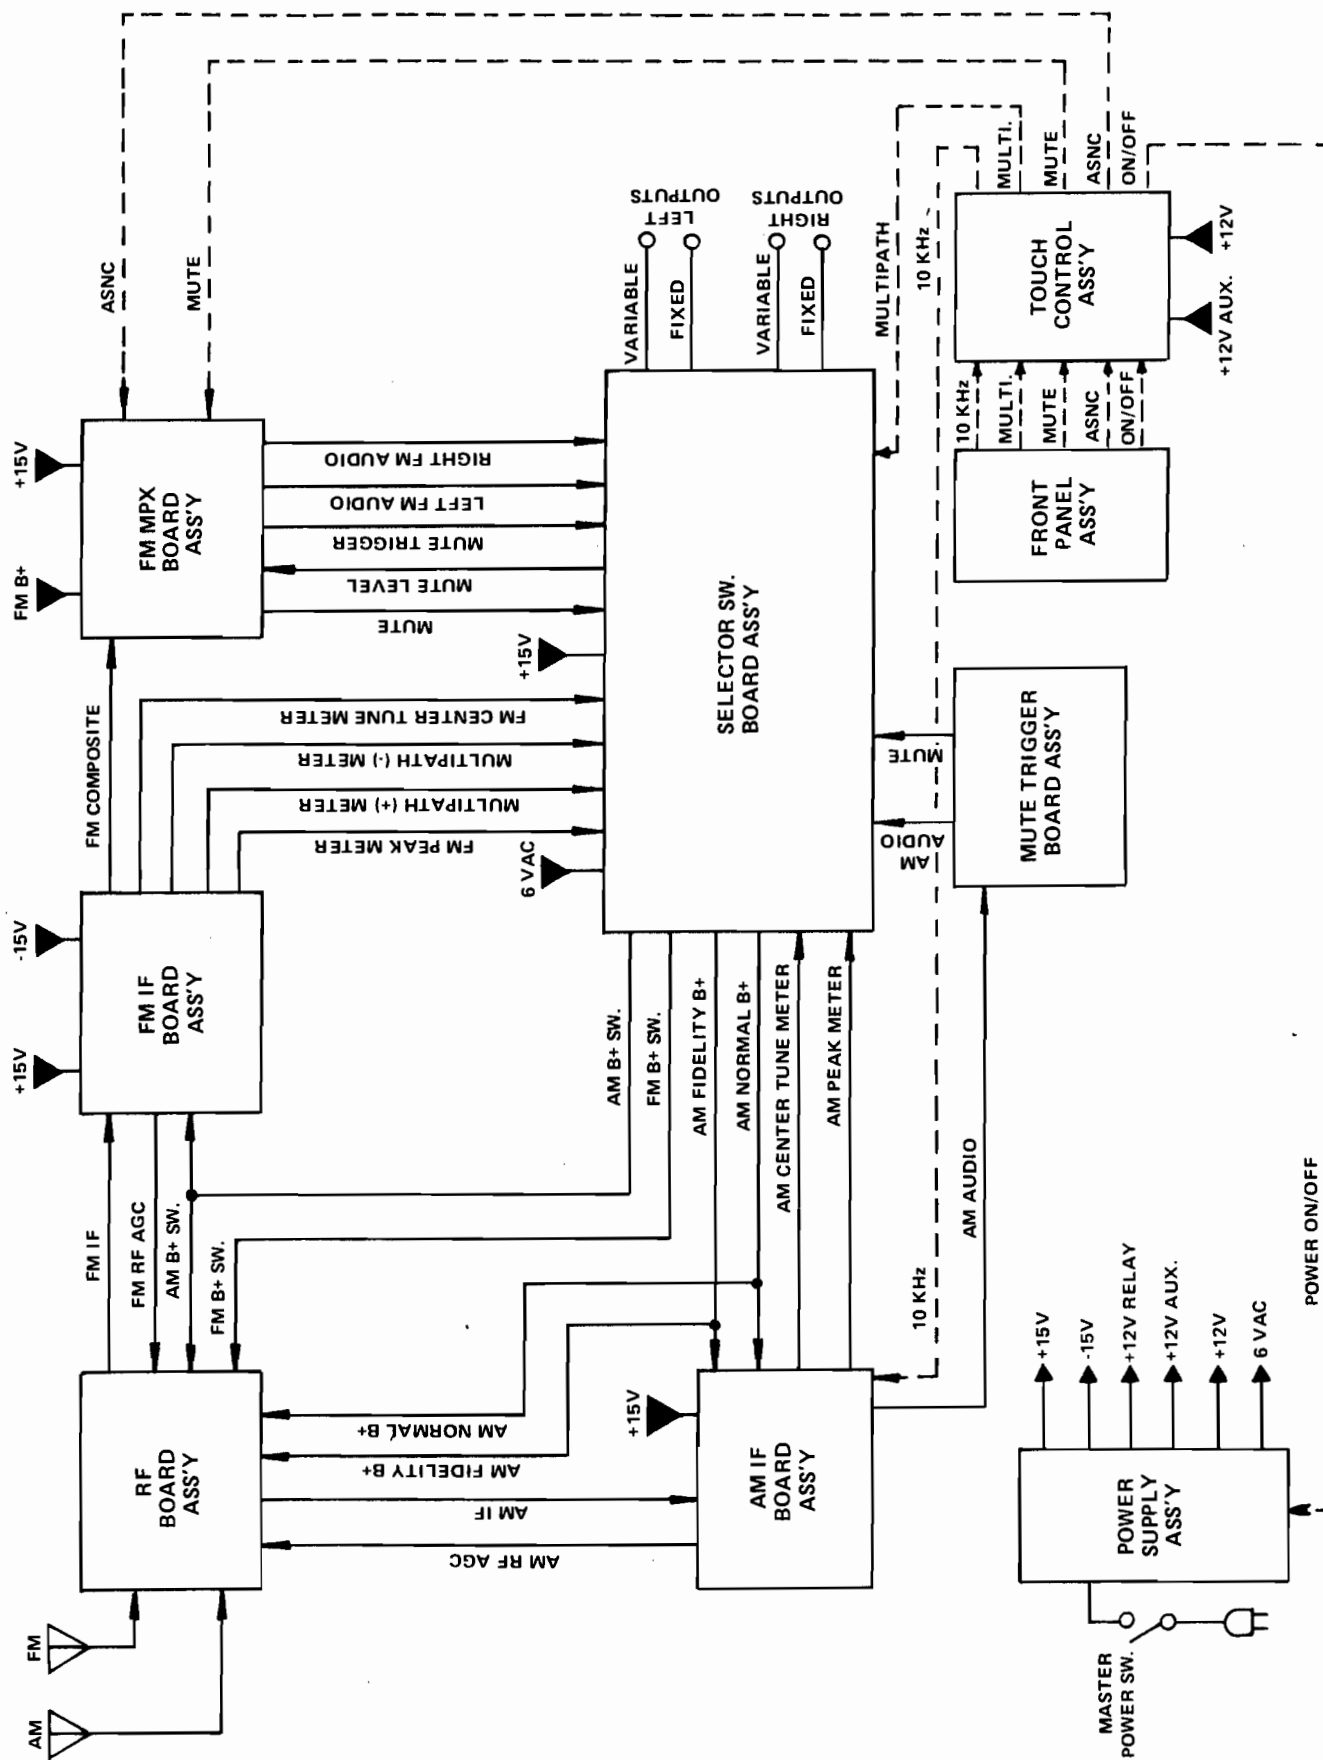 AM
FM
RF
BOARD
ASS'Y
FM IF
FM RF AGC
AM B+ SW.
FM B+ SW.
+15V
-15V
FM IF
BOARD
ASS'Y
FM COMPOSITE
FM B+
+15V
FM MPX
BOARD
ASS'Y
ASNC
MUTE
AM RF AGC
AM IF
AM FIDELITY B+
AM NORMAL B+
FM PEAK METER
MULTIPATH (+) METER
MULTIPATH (-) METER
FM CENTER TUNE METER
MUTE
MUTE LEVEL
MUTE TRIGGER
LEFT FM AUDIO
RIGHT FM AUDIO
6 VAC
+15V
+15V
AM IF
BOARD
ASS'Y
AM B+ SW.
FM B+ SW.
AM FIDELITY B+
AM NORMAL B+
AM CENTER TUNE METER
AM PEAK METER
SELECTOR SW.
BOARD ASS'Y
VARIABLE
FIXED
LEFT
OUTPUTS
VARIABLE
FIXED
RIGHT
OUTPUTS
MULTIPATH
10 KHz
10 KHz
AM
AUDIO
MUTE
AM AUDIO
MUTE TRIGGER
BOARD ASS'Y
FRONT
PANEL
ASS'Y
10 KHz
MULTI.
MUTE
ASNC
ON/OFF
TOUCH
CONTROL
ASS'Y
MULTI.
MUTE
ASNC
ON/OFF
+12V AUX.
+12V
MASTER
POWER SW.
POWER
SUPPLY
ASS'Y
+15V
-15V
+12V RELAY
+12V AUX.
+12V
6 VAC
POWER ON/OFF